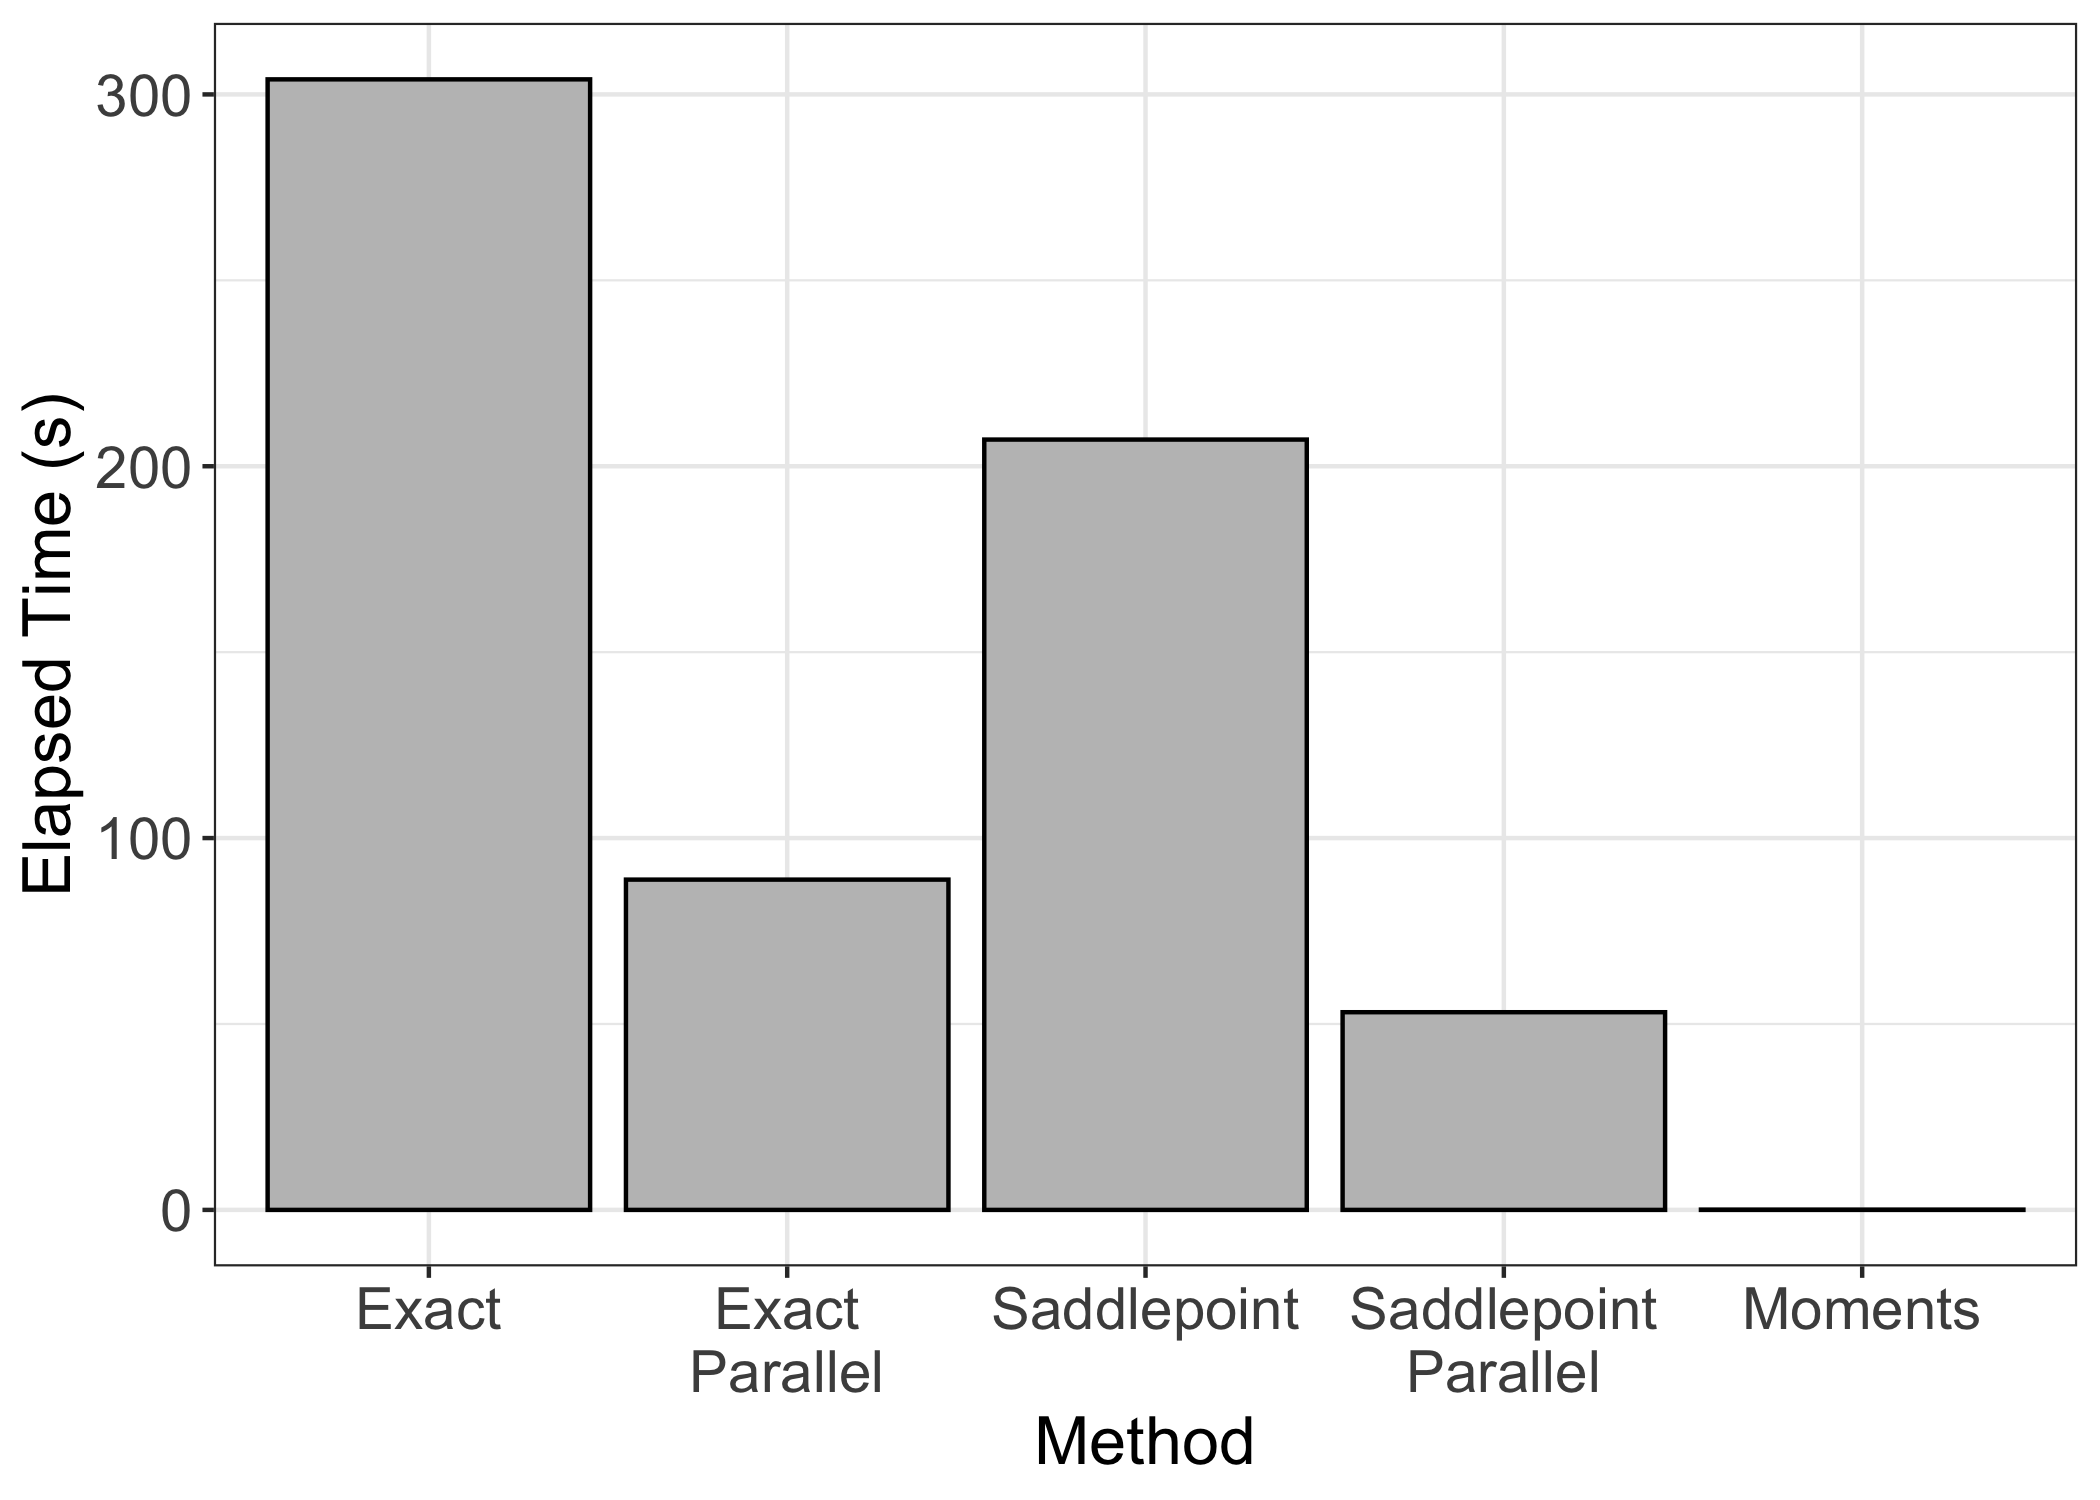 Elapsed Time (s)
300
200
100
0
Exact
Exact
Parallel
Saddlepoint
Saddlepoint
Parallel
Moments
Method